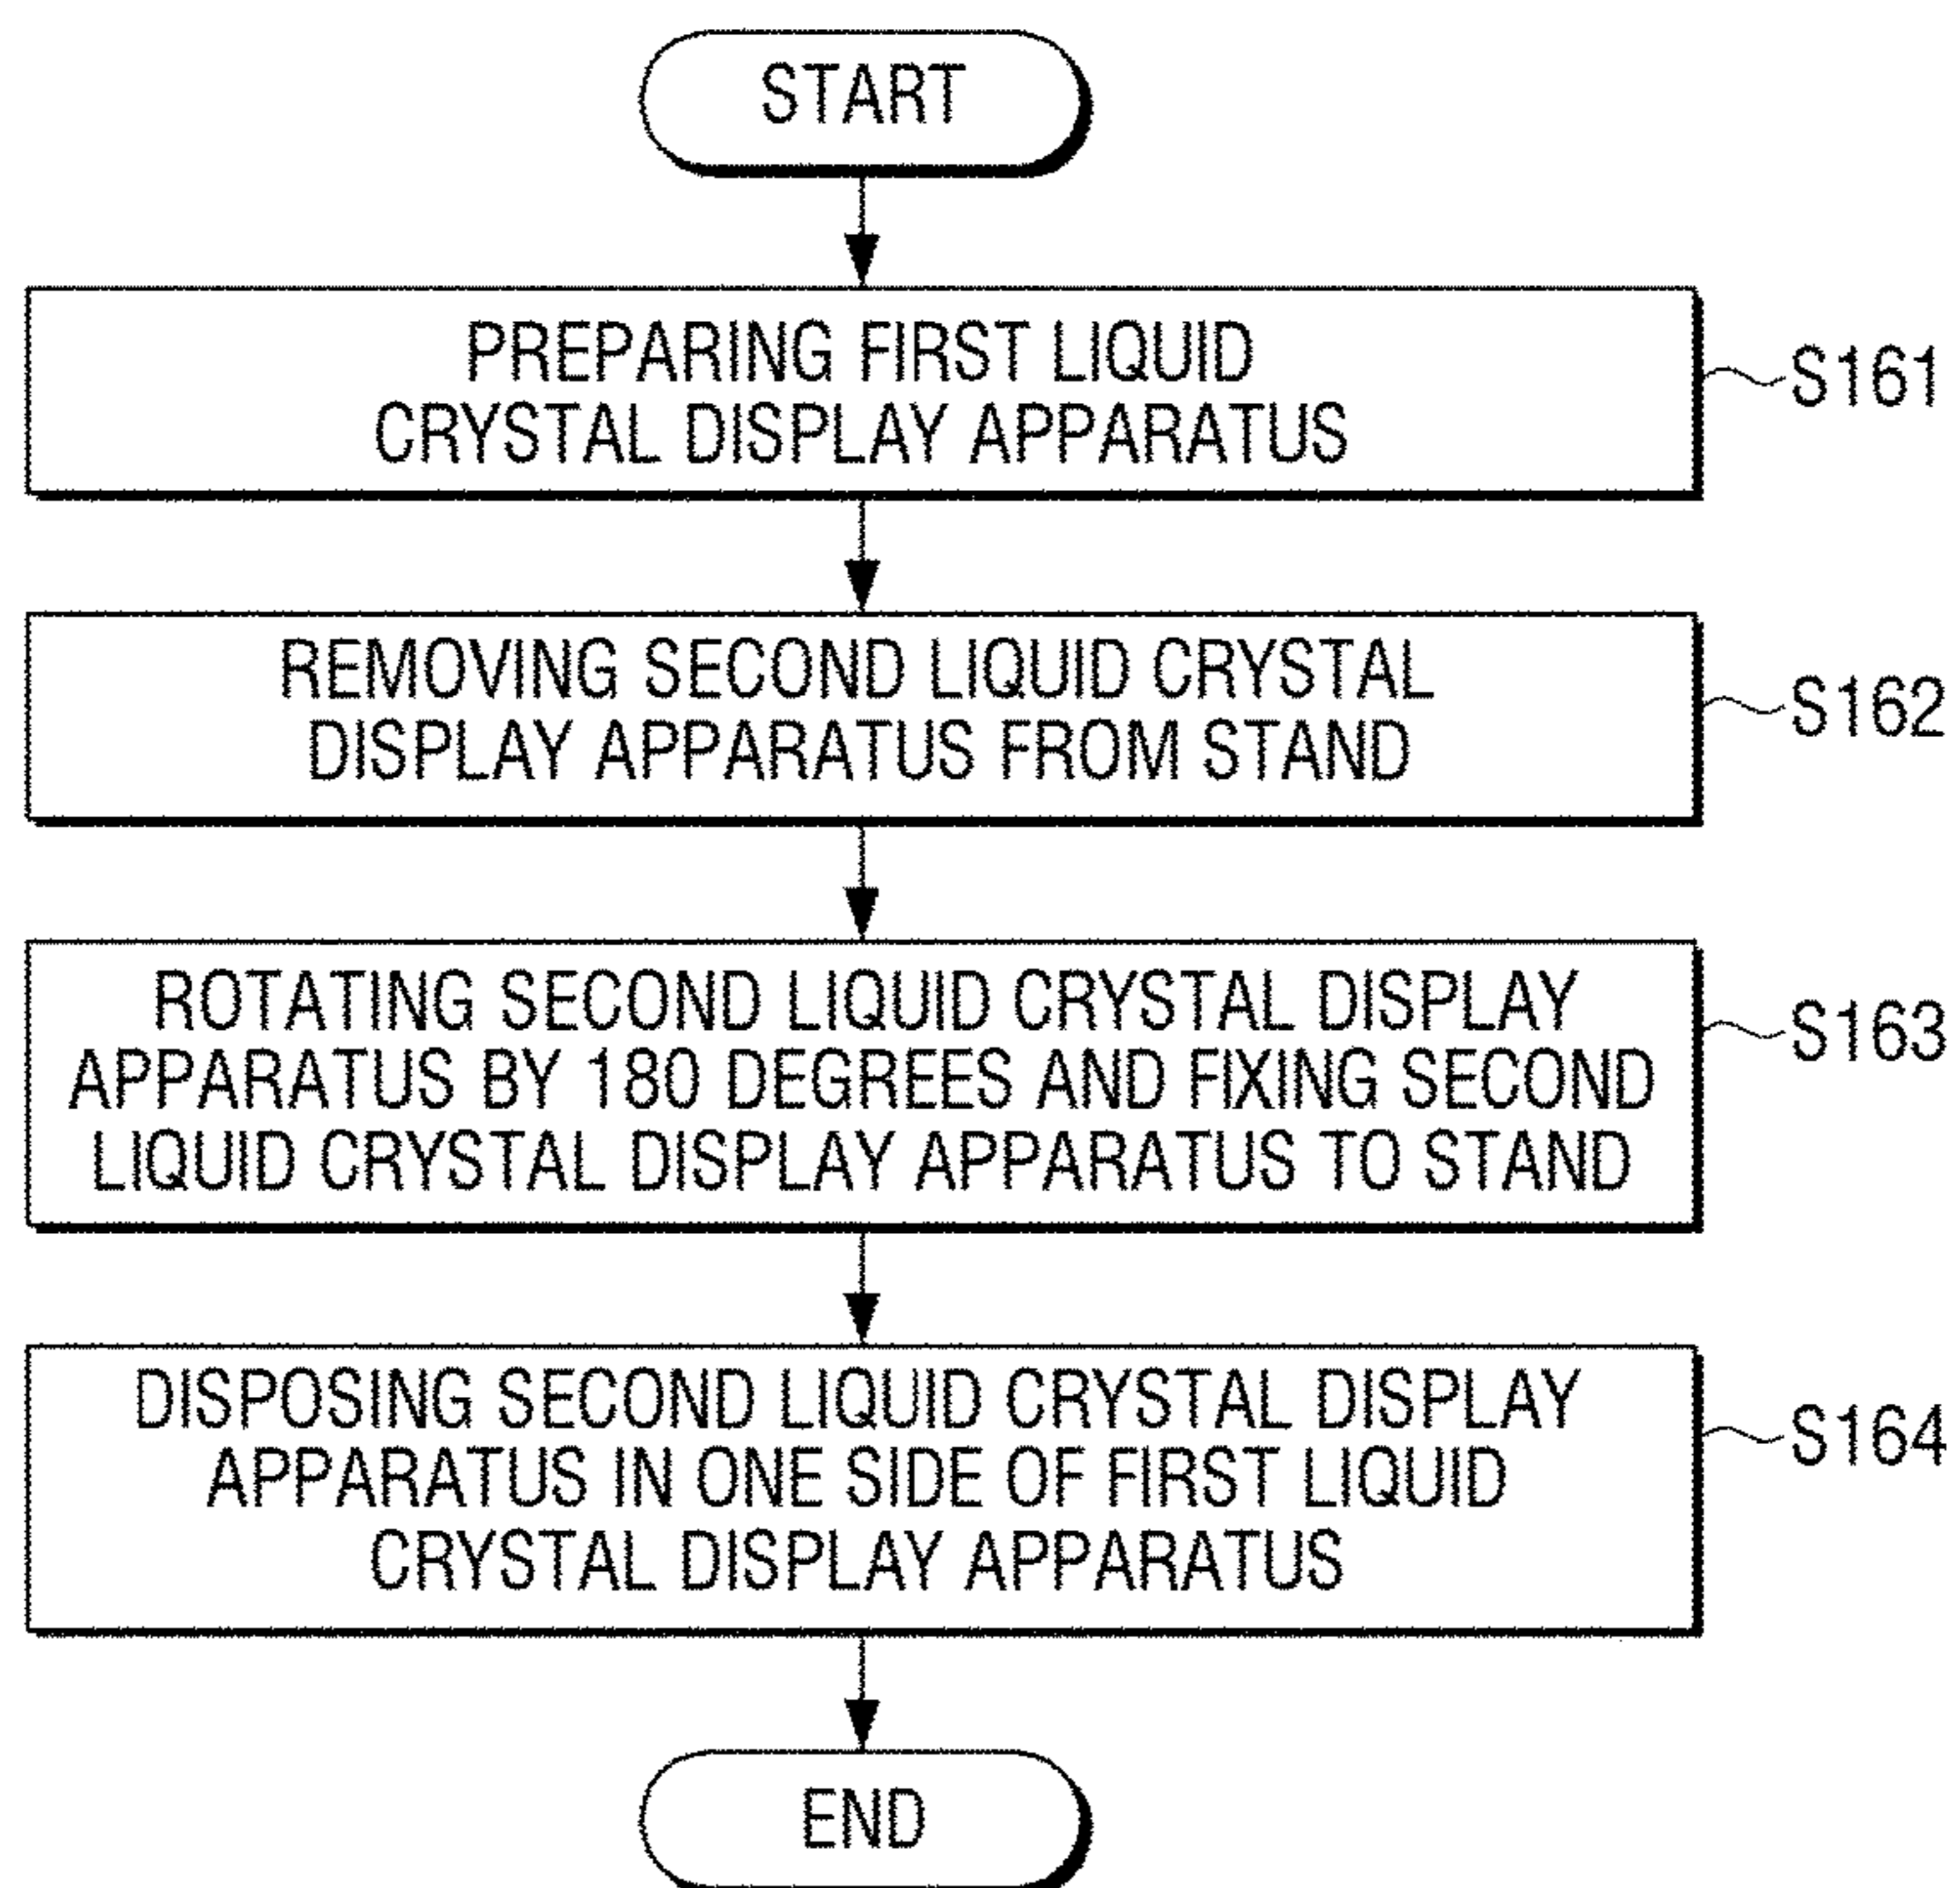 START
PREPARING FIRST LIQUID
CRYSTAL DISPLAY APPARATUS
S161
REMOVING SECOND LIQUID CRYSTAL
DISPLAY APPARATUS FROM STAND
S162
ROTATING SECOND LIQUID CRYSTAL DISPLAY
APPARATUS BY 180 DEGREES AND FIXING SECOND
LIQUID CRYSTAL DISPLAY APPARATUS TO STAND
S163
DISPOSING SECOND LIQUID CRYSTAL DISPLAY
APPARATUS IN ONE SIDE OF FIRST LIQUID
CRYSTAL DISPLAY APPARATUS
S164
END